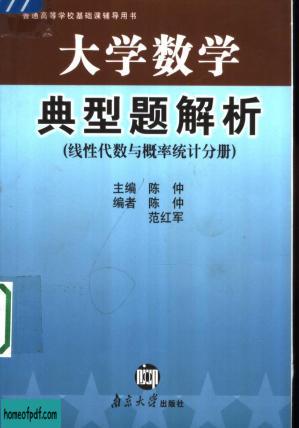 普通高等学校基础课辅导用书
大学数学
典型题解析
(线性代数与概率统计分册)
主编 陈 仲
编者 陈 仲
范红军
南京大学出版社
homeofpdf.com